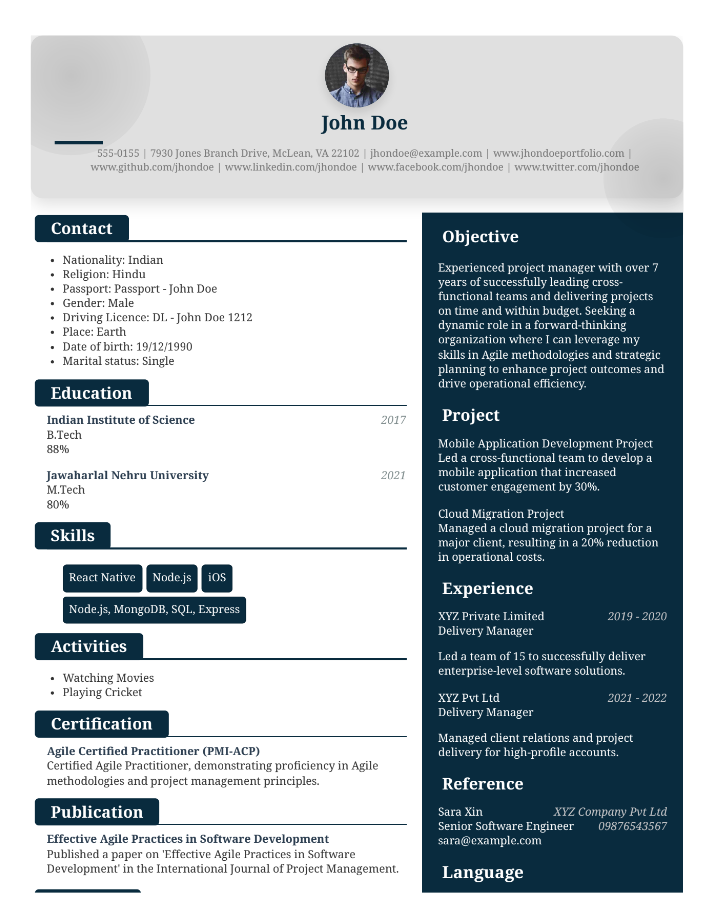 John Doe
555-0155 | 7930 Jones Branch Drive, McLean, VA 22102 | jhondoe@example.com | www.jhondoeportfolio.com |
www.github.com/jhondoe | www.linkedin.com/jhondoe | www.facebook.com/jhondoe | www.twitter.com/jhondoe
Contact
• Nationality: Indian
• Religion: Hindu
• Passport: Passport - John Doe
• Gender: Male
• Driving Licence: DL - John Doe 1212
• Place: Earth
• Date of birth: 19/12/1990
• Marital status: Single
Education
Indian Institute of Science 2017
B.Tech
88%
Jawaharlal Nehru University 2021
M.Tech
80%
Skills
React Native Node.js iOS
Node.js, MongoDB, SQL, Express
Activities
• Watching Movies
• Playing Cricket
Certification
Agile Certified Practitioner (PMI-ACP)
Certified Agile Practitioner, demonstrating proficiency in Agile
methodologies and project management principles.
Publication
Effective Agile Practices in Software Development
Published a paper on 'Effective Agile Practices in Software
Development' in the International Journal of Project Management.
Objective
Experienced project manager with over 7
years of successfully leading cross-
functional teams and delivering projects
on time and within budget. Seeking a
dynamic role in a forward-thinking
organization where I can leverage my
skills in Agile methodologies and strategic
planning to enhance project outcomes and
drive operational efficiency.
Project
Mobile Application Development Project
Led a cross-functional team to develop a
mobile application that increased
customer engagement by 30%.
Cloud Migration Project
Managed a cloud migration project for a
major client, resulting in a 20% reduction
in operational costs.
Experience
XYZ Private Limited 2019 - 2020
Delivery Manager
Led a team of 15 to successfully deliver
enterprise-level software solutions.
XYZ Pvt Ltd 2021 - 2022
Delivery Manager
Managed client relations and project
delivery for high-profile accounts.
Reference
Sara Xin XYZ Company Pvt Ltd
Senior Software Engineer 09876543567
sara@example.com
Language